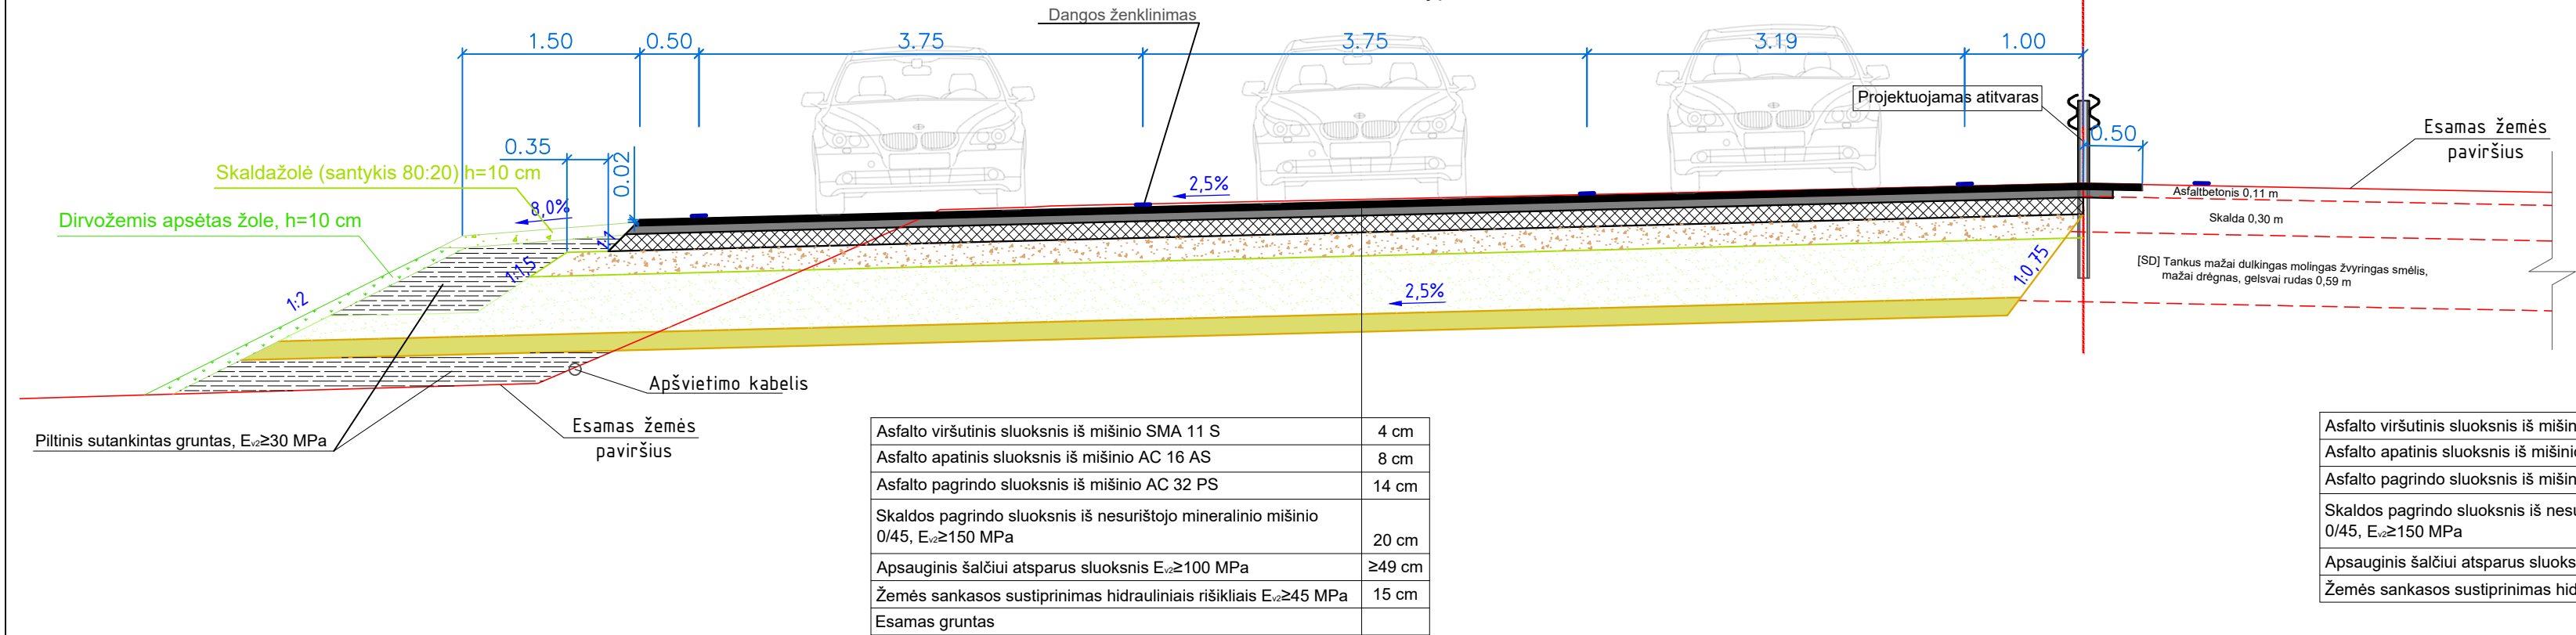 Dangos ženklinimas
1.50
0.50
3.75
3.75
3.19
1.00
Projektuojamas atitvaras
0.50
Esamas žemės
paviršius
0.35
0.02
Skaldažolė (santykis 80:20) h=10 cm
Dirvožemis apsėtas žole, h=10 cm
8,0%
2,5%
Asfaltbetonis 0,11 m
Skalda 0,30 m
[SD] Tankus mažai dulkingas molingas žvyringas smėlis,
mažai drėgnas, gelsvai rudas 0,59 m
1:1,5
1:0,75
1:2
2,5%
Apšvietimo kabelis
Esamas žemės
paviršius
Piltinis sutankintas gruntas, Ev2≥30 MPa
Asfalto viršutinis sluoksnis iš mišinio SMA 11 S 4 cm
Asfalto apatinis sluoksnis iš mišinio AC 16 AS 8 cm
Asfalto pagrindo sluoksnis iš mišinio AC 32 PS 14 cm
Skaldos pagrindo sluoksnis iš nesurištojo mineralinio mišinio
0/45, Ev2≥150 MPa 20 cm
Apsauginis šalčiui atsparus sluoksnis Ev2≥100 MPa ≥49 cm
Žemės sankasos sustiprinimas hidrauliniais rišikliais Ev2≥45 MPa 15 cm
Esamas gruntas
Asfalto viršutinis sluoksnis iš mišin
Asfalto apatinis sluoksnis iš mišini
Asfalto pagrindo sluoksnis iš mišin
Skaldos pagrindo sluoksnis iš nesu
0/45, Ev2≥150 MPa
Apsauginis šalčiui atsparus sluoks
Žemės sankasos sustiprinimas hid